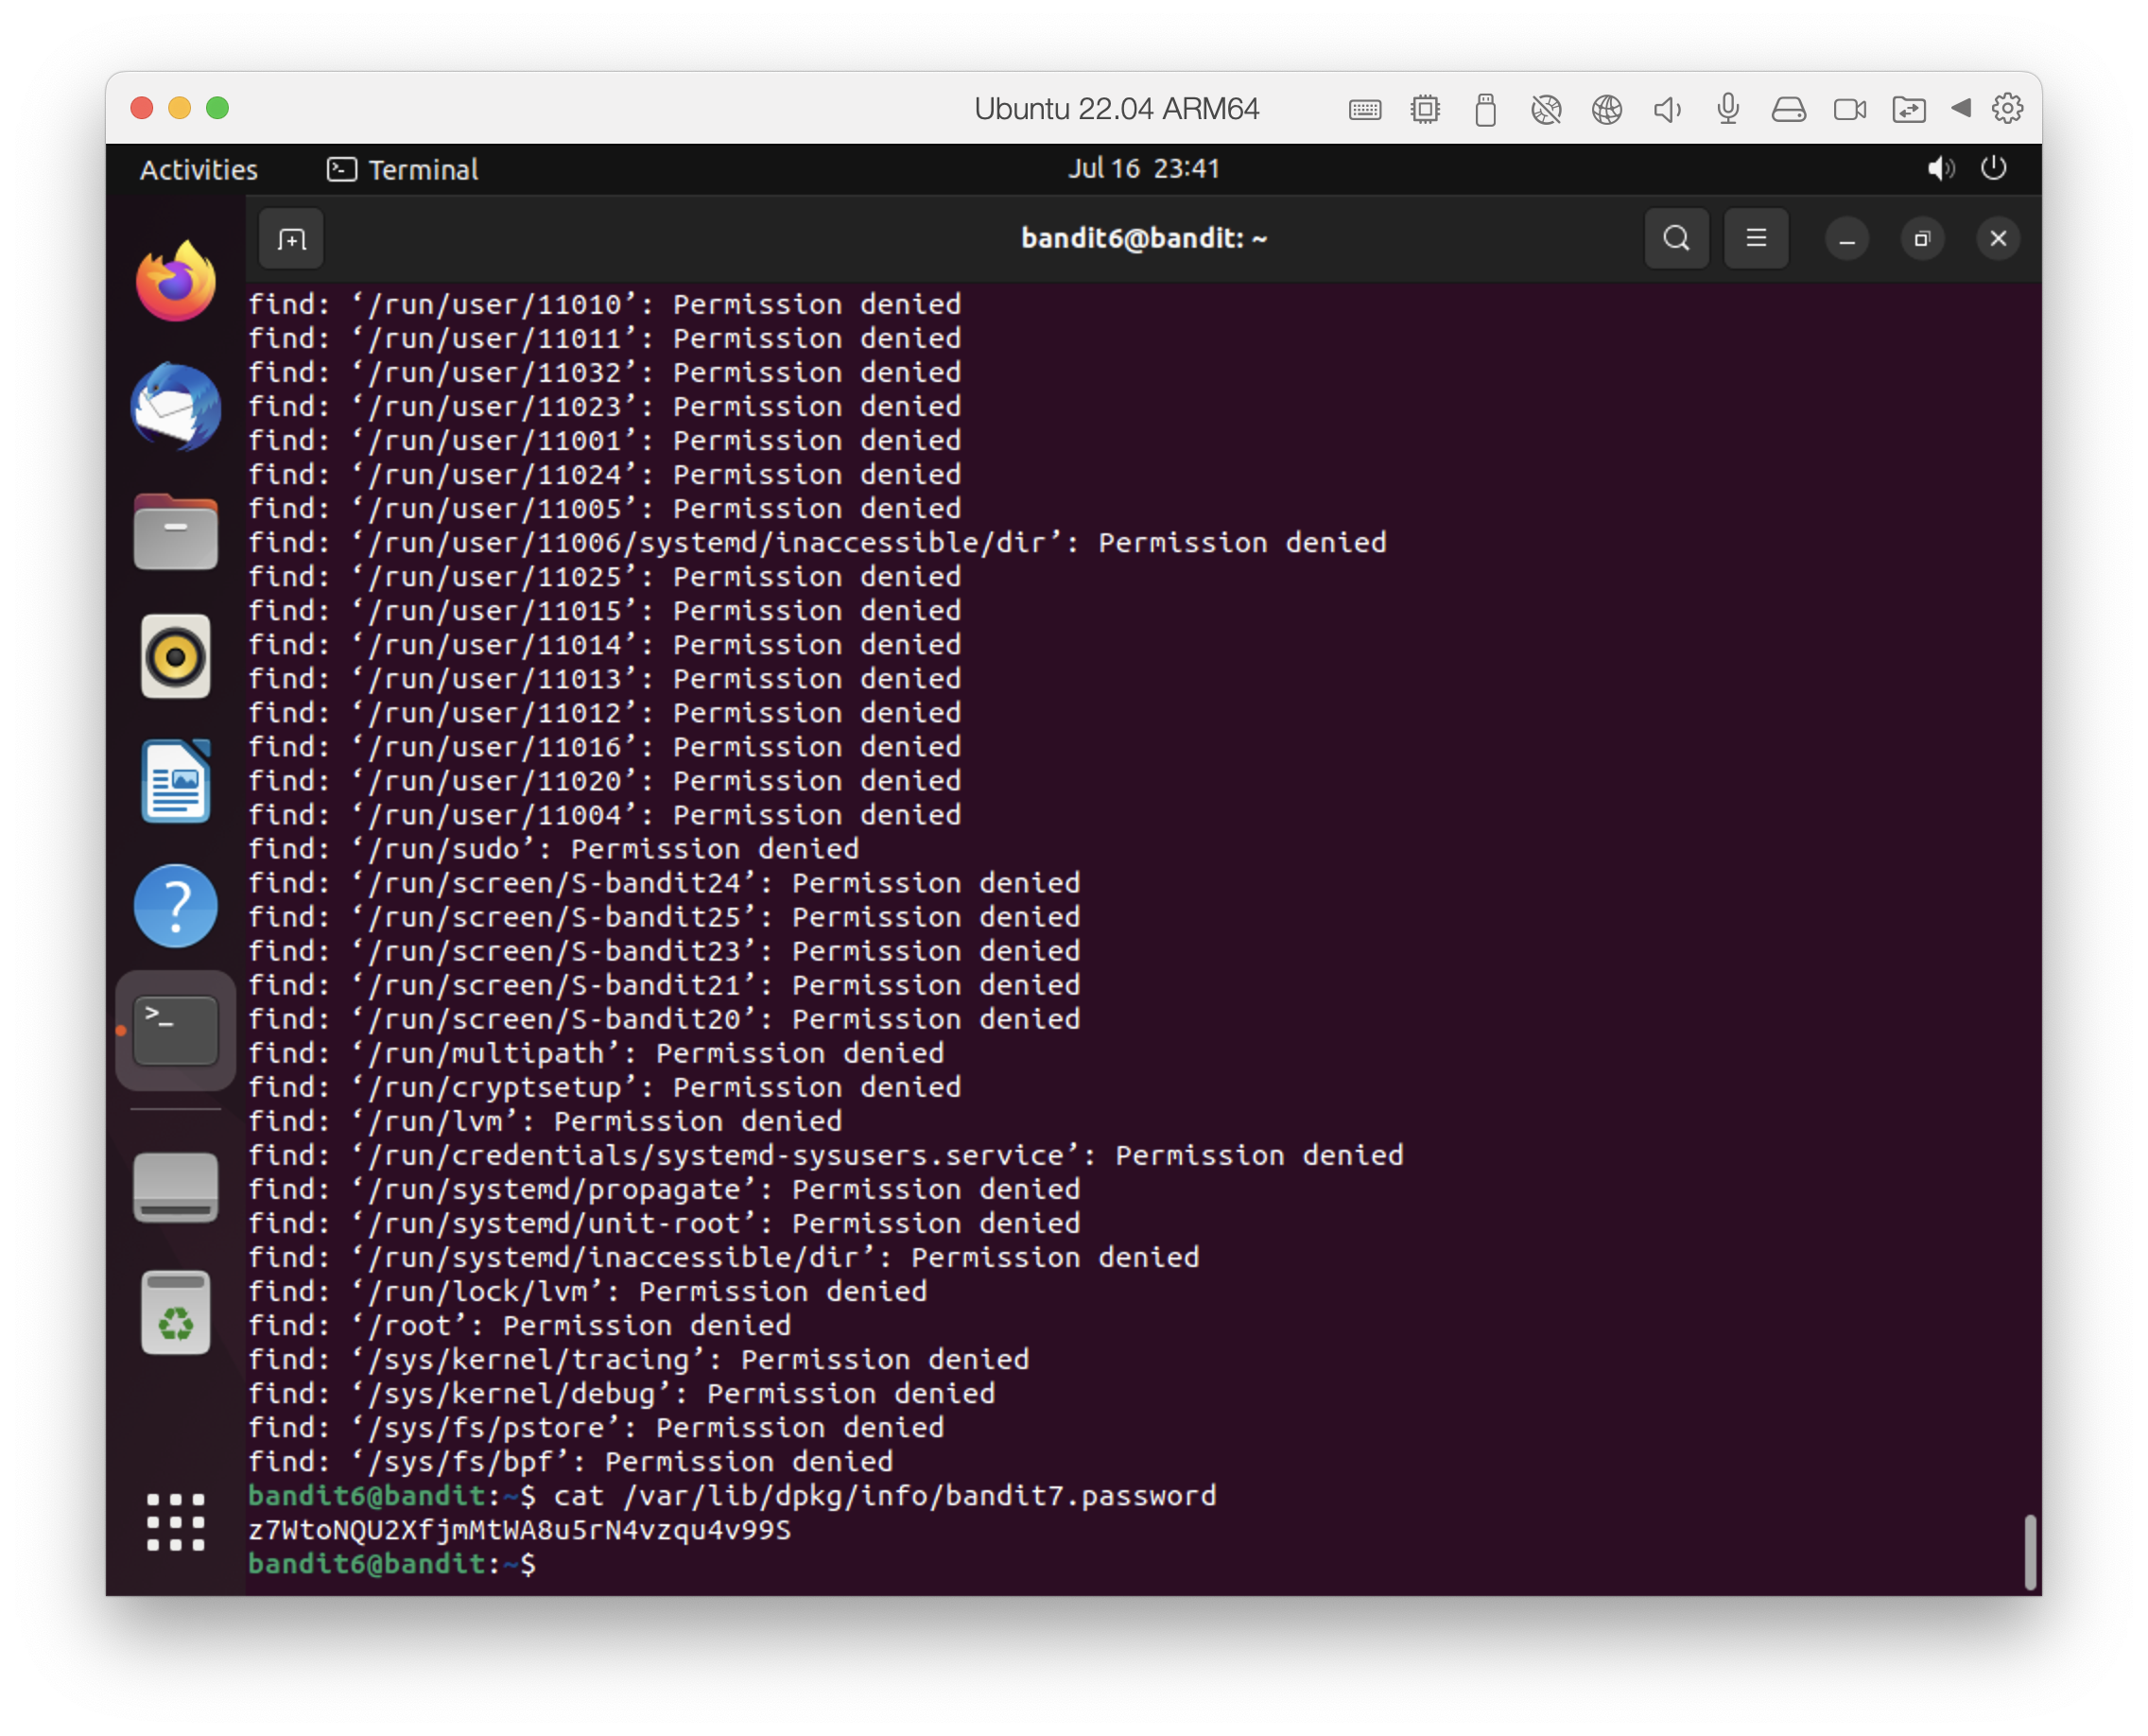 Ubuntu 22.04 ARM64
Activities
Terminal
Jul 16 23:41
bandit6@bandit: ~
find: ‘/run/user/11010’: Permission denied
find: ‘/run/user/11011’: Permission denied
find: ‘/run/user/11032’: Permission denied
find: ‘/run/user/11023’: Permission denied
find: ‘/run/user/11001’: Permission denied
find: ‘/run/user/11024’: Permission denied
find: ‘/run/user/11005’: Permission denied
find: ‘/run/user/11006/systemd/inaccessible/dir’: Permission denied
find: ‘/run/user/11025’: Permission denied
find: ‘/run/user/11015’: Permission denied
find: ‘/run/user/11014’: Permission denied
find: ‘/run/user/11013’: Permission denied
find: ‘/run/user/11012’: Permission denied
find: ‘/run/user/11016’: Permission denied
find: ‘/run/user/11020’: Permission denied
find: ‘/run/user/11004’: Permission denied
find: ‘/run/sudo’: Permission denied
find: ‘/run/screen/S-bandit24’: Permission denied
find: ‘/run/screen/S-bandit25’: Permission denied
find: ‘/run/screen/S-bandit23’: Permission denied
find: ‘/run/screen/S-bandit21’: Permission denied
find: ‘/run/screen/S-bandit20’: Permission denied
find: ‘/run/multipath’: Permission denied
find: ‘/run/cryptsetup’: Permission denied
find: ‘/run/lvm’: Permission denied
find: ‘/run/credentials/systemd-sysusers.service’: Permission denied
find: ‘/run/systemd/propagate’: Permission denied
find: ‘/run/systemd/unit-root’: Permission denied
find: ‘/run/systemd/inaccessible/dir’: Permission denied
find: ‘/run/lock/lvm’: Permission denied
find: ‘/root’: Permission denied
find: ‘/sys/kernel/tracing’: Permission denied
find: ‘/sys/kernel/debug’: Permission denied
find: ‘/sys/fs/pstore’: Permission denied
find: ‘/sys/fs/bpf’: Permission denied
bandit6@bandit:~$ cat /var/lib/dpkg/info/bandit7.password
z7WtoNQU2XfjmMtWA8u5rN4vzqu4v99S
bandit6@bandit:~$